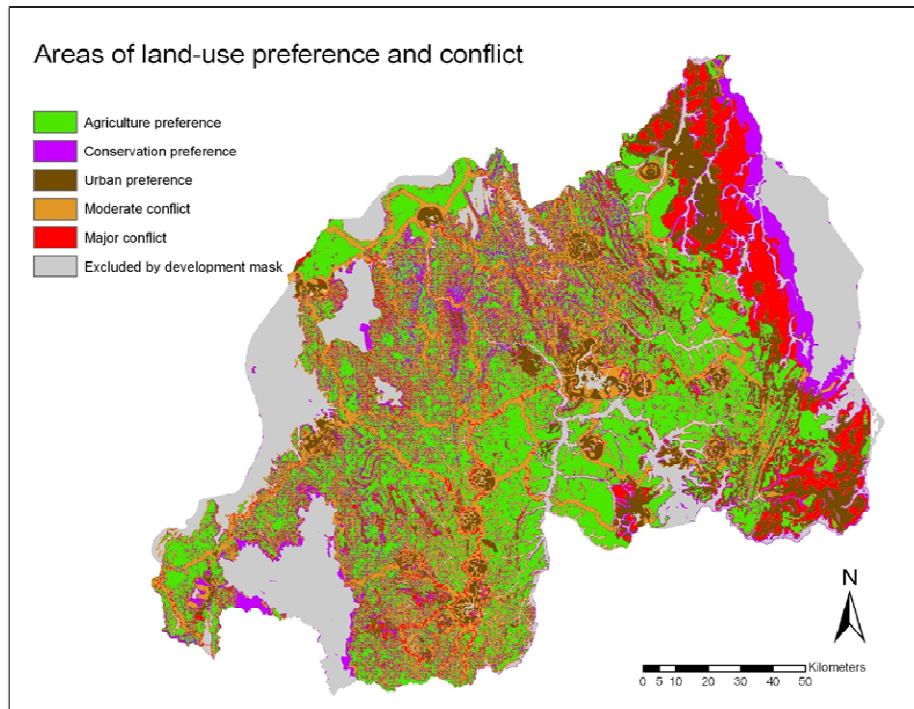 Areas of land-use preference and conflict
Agriculture preference
Conservation preference
Urban preference
Moderate conflict
Major conflict
Excluded by development mask
N
Kilometers
0 5 10 20 30 40 50